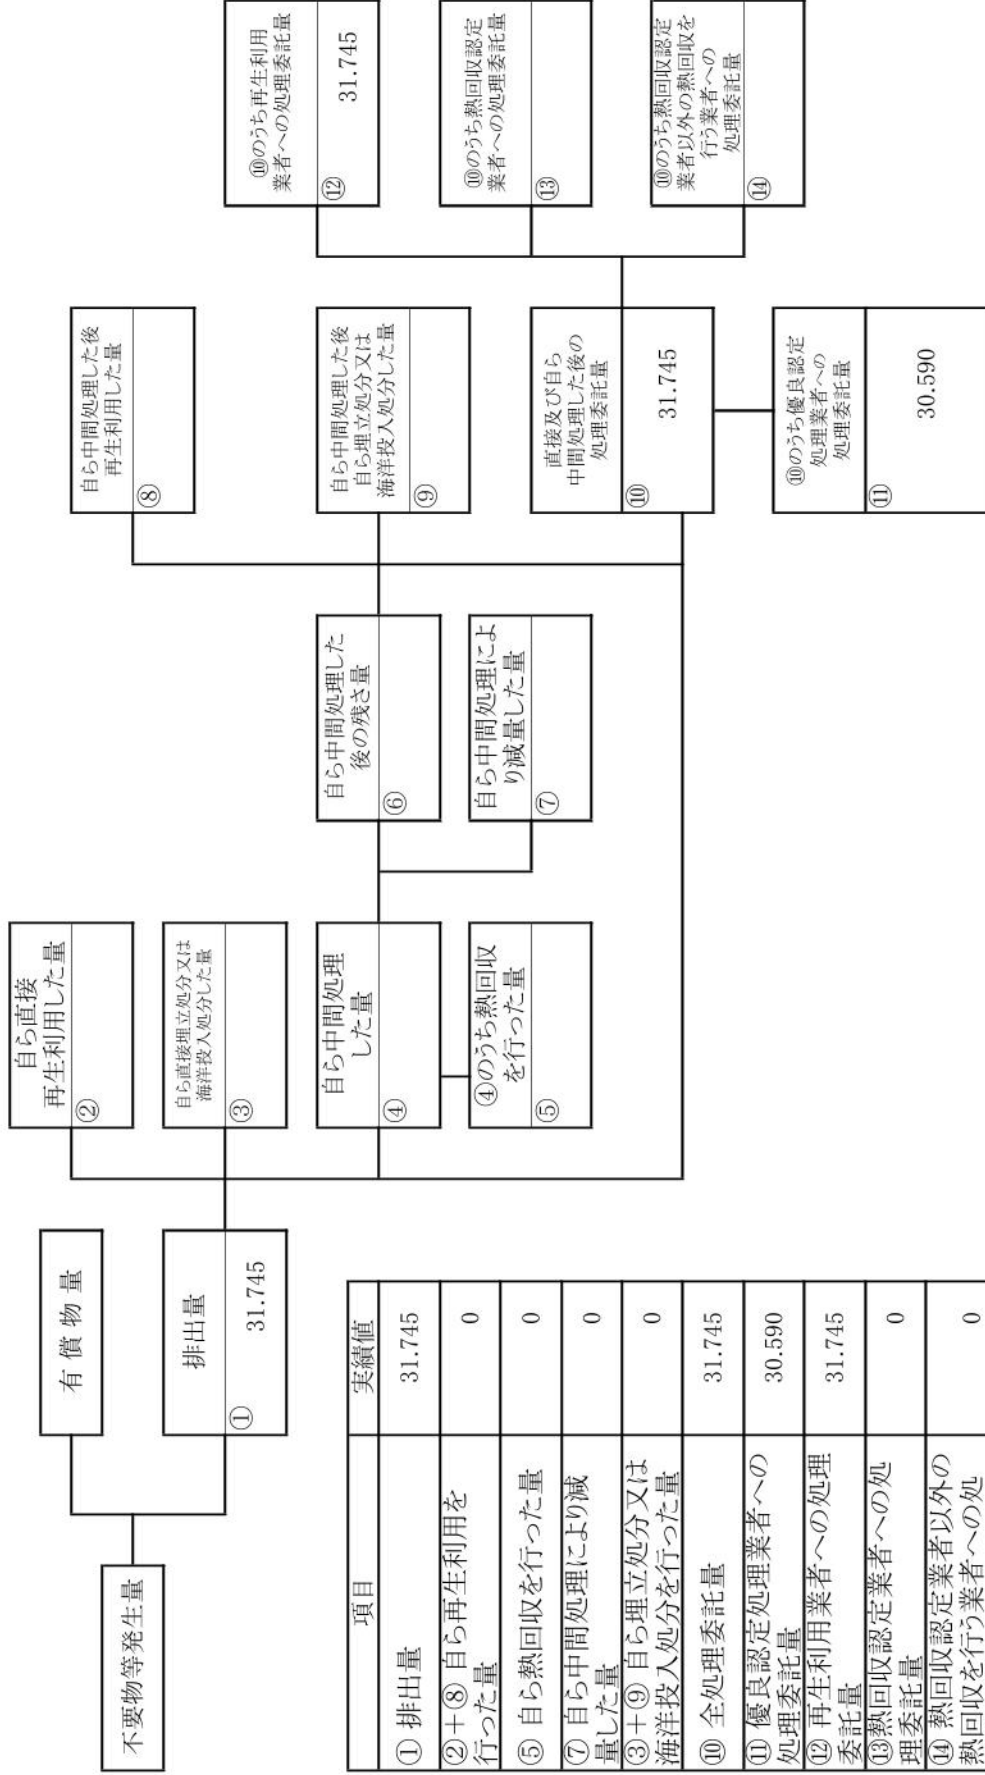 不要物等発生量
有 償 物 量
排出量
①
31.745
自ら直接
再生利用した量
②
自ら直接埋立処分又は
海洋投入処分した量
③
自ら中間処理
した量
④
④のうち熱回収
を行った量
⑤
自ら中間処理した
後の残さ量
⑥
自ら中間処理によ
り減量した量
⑦
自ら中間処理した後
再生利用した量
⑧
自ら中間処理した後
自ら埋立処分又は
海洋投入処分した量
⑨
直接及び自ら
中間処理した後の
処理委託量
⑩
31.745
⑩のうち優良認定
処理業者への
処理委託量
⑪
30.590
⑩のうち再生利用
業者への処理委託量
⑫
31.745
⑩のうち熱回収認定
業者への処理委託量
⑬
⑩のうち熱回収認定
業者以外の熱回収を
行う業者への
処理委託量
⑭
項目 実績値
① 排出量 31.745
②＋⑧ 自ら再生利用を
行った量 0
⑤ 自ら熱回収を行った量 0
⑦ 自ら中間処理により減
量した量 0
③＋⑨ 自ら埋立処分又は
海洋投入処分を行った量 0
⑩ 全処理委託量 31.745
⑪ 優良認定処理業者への
処理委託量 30.590
⑫ 再生利用業者への処理
委託量 31.745
⑬熱回収認定業者への処
理委託量 0
⑭ 熱回収認定業者以外の
熱回収を行う業者への処 0